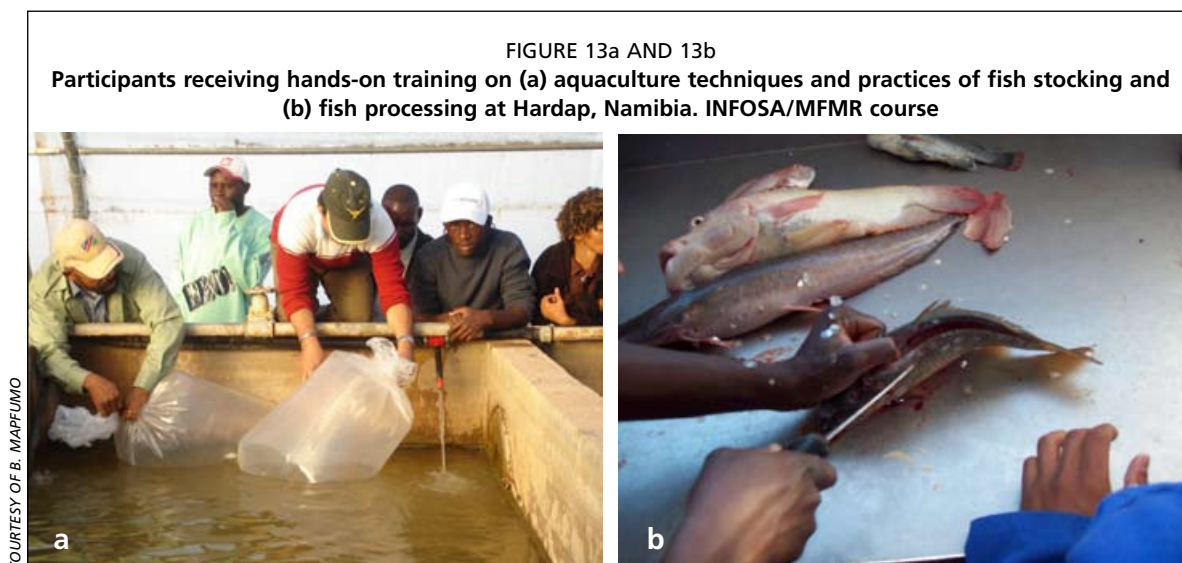 FIGURE 13a AND 13b
Participants receiving hands-on training on (a) aquaculture techniques and practices of fish stocking and
(b) fish processing at Hardap, Namibia. INFOSA/MFMR course
COURTESY OF B. MAPFUMO
a
b